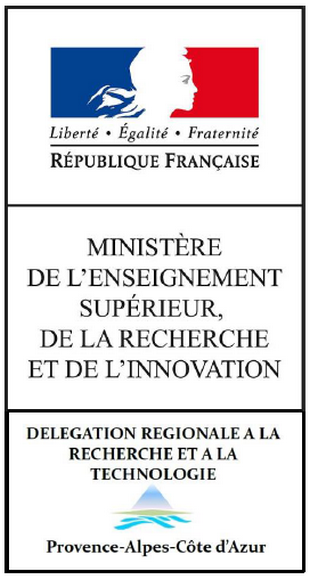 Liberté • Égalité • Fraternité
RÉPUBLIQUE FRANÇAISE
MINISTÈRE
DE L'ENSEIGNEMENT
SUPÉRIEUR,
DE LA RECHERCHE
ET DE L'INNOVATION
DELEGATION REGIONALE A LA
RECHERCHE ET A LA
TECHNOLOGIE
Provence-Alpes-Côte d'Azur